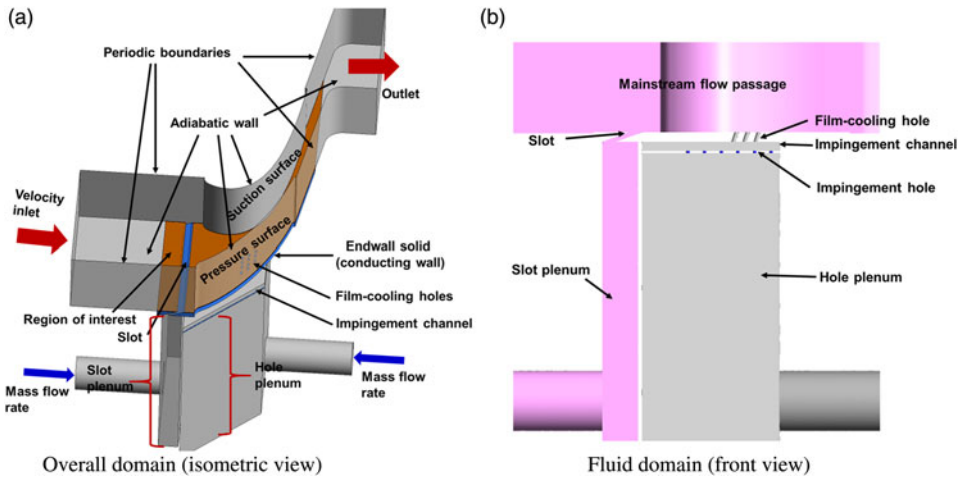 (a)
Periodic boundaries
Outlet
Adiabatic wall
Velocity
inlet
Suction surface
Pressure surface
Endwall solid
(conducting wall)
Film-cooling holes
Region of interest
Slot
Impingement channel
Slot
plenum
Hole
plenum
Mass flow
rate
Mass flow
rate
Overall domain (isometric view)
(b)
Mainstream flow passage
Slot
Film-cooling hole
Impingement channel
Impingement hole
Slot plenum
Hole plenum
Fluid domain (front view)